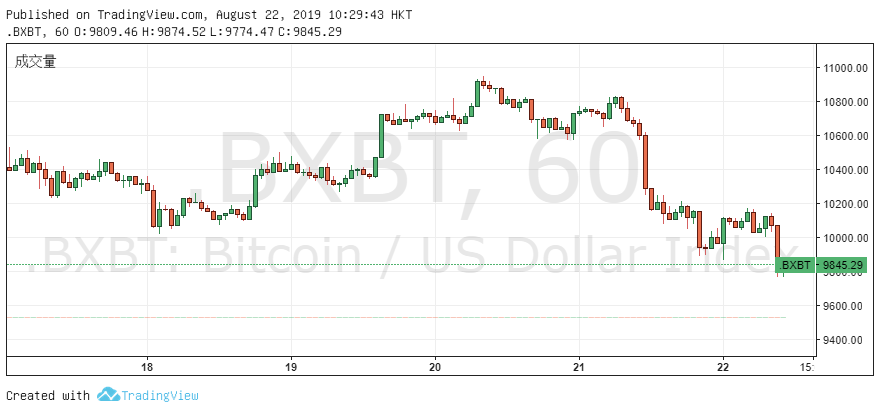 Published on TradingView.com, August 22, 2019 10:29:43 HKT
.BXBT, 60 O:9809.46 H:9874.52 L:9774.47 C:9845.29
成交量
11000.00
10800.00
10600.00
.BXBT, 60
10400.00
10200.00
10000.00
.BXBT: Bitcoin / US Dollar Index
.BXBT 9845.29
9800.00
9600.00
9400.00
18 19 20 21 22 15:
Created with TradingView